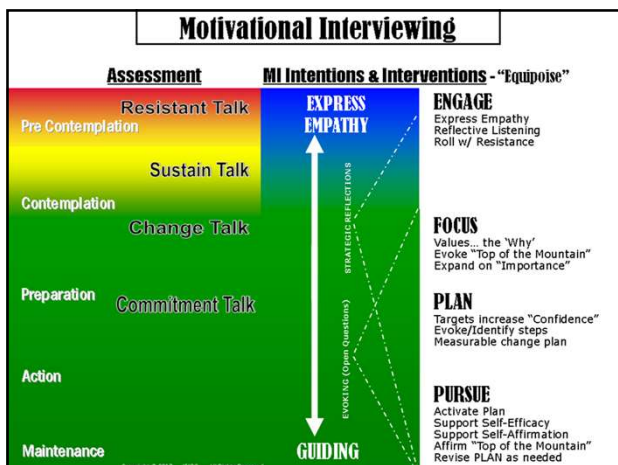 Motivational Interviewing
Assessment
MI Intentions & Interventions - “Equipoise”
Resistant Talk
Pre Contemplation
Sustain Talk
Contemplation
Change Talk
Preparation
Commitment Talk
Action
Maintenance
EXPRESS
EMPATHY
STRATEGIC REFLECTIONS
EVOKING (Open Questions)
GUIDING
ENGAGE
Express Empathy
Reflective Listening
Roll w/ Resistance
FOCUS
Values... the ‘Why’
Evoke “Top of the Mountain”
Expand on “Importance”
PLAN
Targets increase “Confidence”
Evoke/Identify steps
Measurable change plan
PURSUE
Activate Plan
Support Self-Efficacy
Support Self-Affirmation
Affirm “Top of the Mountain”
Revise PLAN as needed